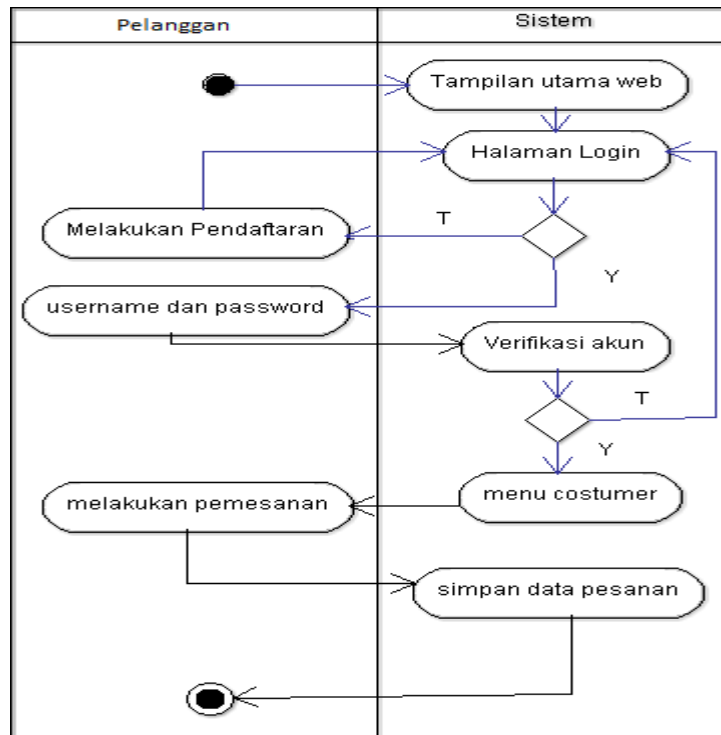 Pelanggan
Sistem
Tampilan utama web
Halaman Login
Melakukan Pendaftaran
T
Y
username dan password
Verifikasi akun
T
Y
menu costumer
melakukan pemesanan
simpan data pesanan